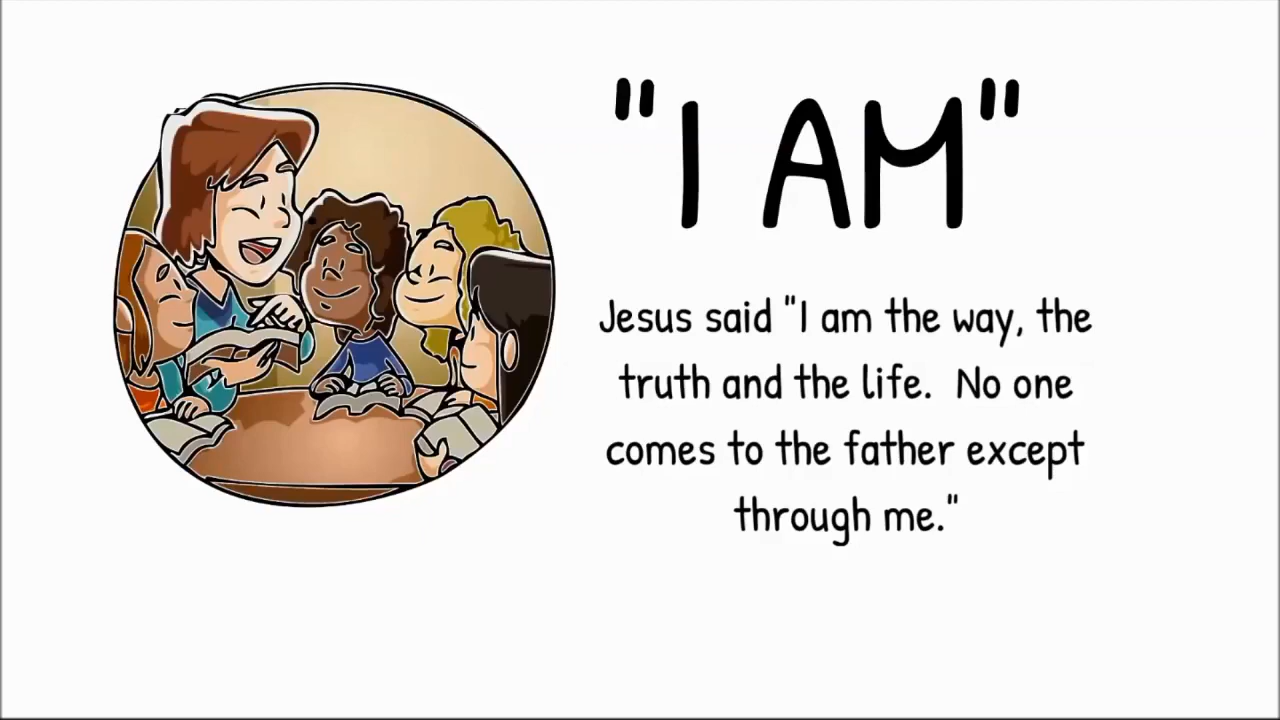 "I AM"
Jesus said "I am the way, the
truth and the life.  No one
comes to the father except
through me."